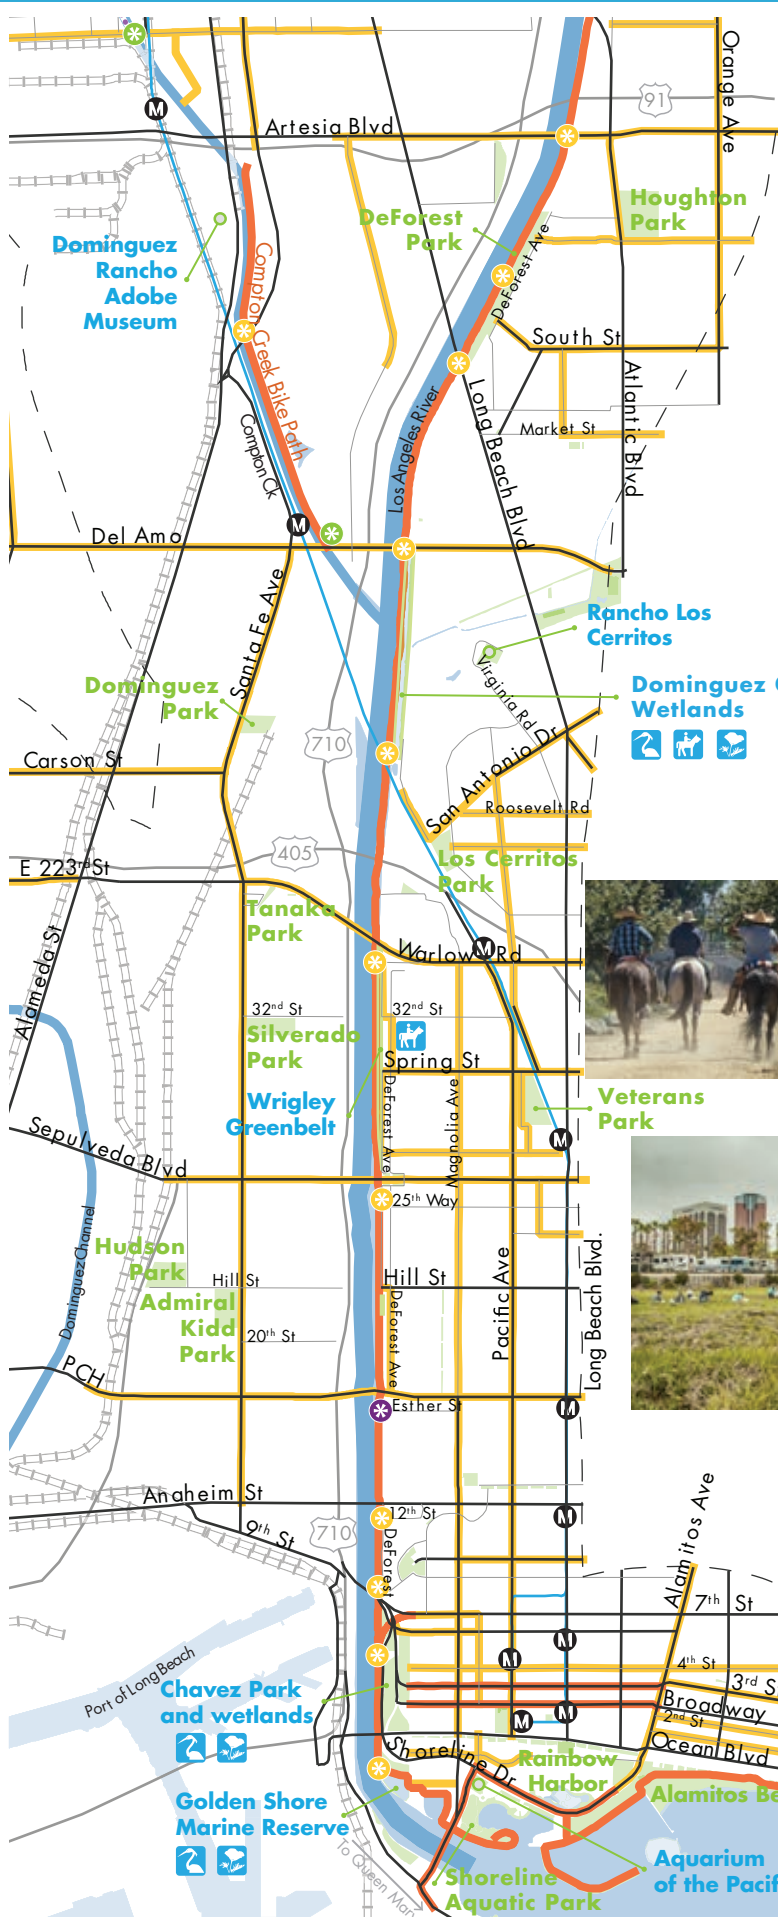 Orange Ave
91
Artesia Blvd
Houghton
Park
DeForest
Park
DeForest Ave
Dominguez
Rancho
Adobe
Museum
Compton Creek Bike Path
South St
Atlantic Blvd
Long Beach Blvd
Los Angeles River
Market St
Compton Ck
M
M
Del Amo
Santa Fe Ave
Rancho Los
Cerritos
Virginia Rd
Dominguez
Wetlands
Dominguez
Park
710
Carson St
San Antonio Dr
Roosevelt Rd
405
E 223rd St
Los Cerritos
Park
Tanaka
Park
Warlow Rd
M
Alameda St
32nd St
32nd St
Silverado
Park
Spring St
Wrigley
Greenbelt
DeForest Ave
Magnolia Ave
Veterans
Park
M
Sepulveda Blvd
25th Way
Dominguez Channel
Hudson
Park
Hill St
Hill St
Pacific Ave
Long Beach Blvd.
Admiral
Kidd
Park
DeForest Ave
20th St
PCH
Esther St
M
Anaheim St
12th St
M
9th St
710
DeForest
Alamitos Ave
7th St
M
M
4th St
Port of Long Beach
Chavez Park
and wetlands
3rd S
Broadway
2nd St
M
M
Ocean Blvd
Shoreline Dr
Rainbow
Harbor
Golden Shore
Marine Reserve
Alamitos Be
To Queen Mary
Aquarium
of the Pacif
Shoreline
Aquatic Park